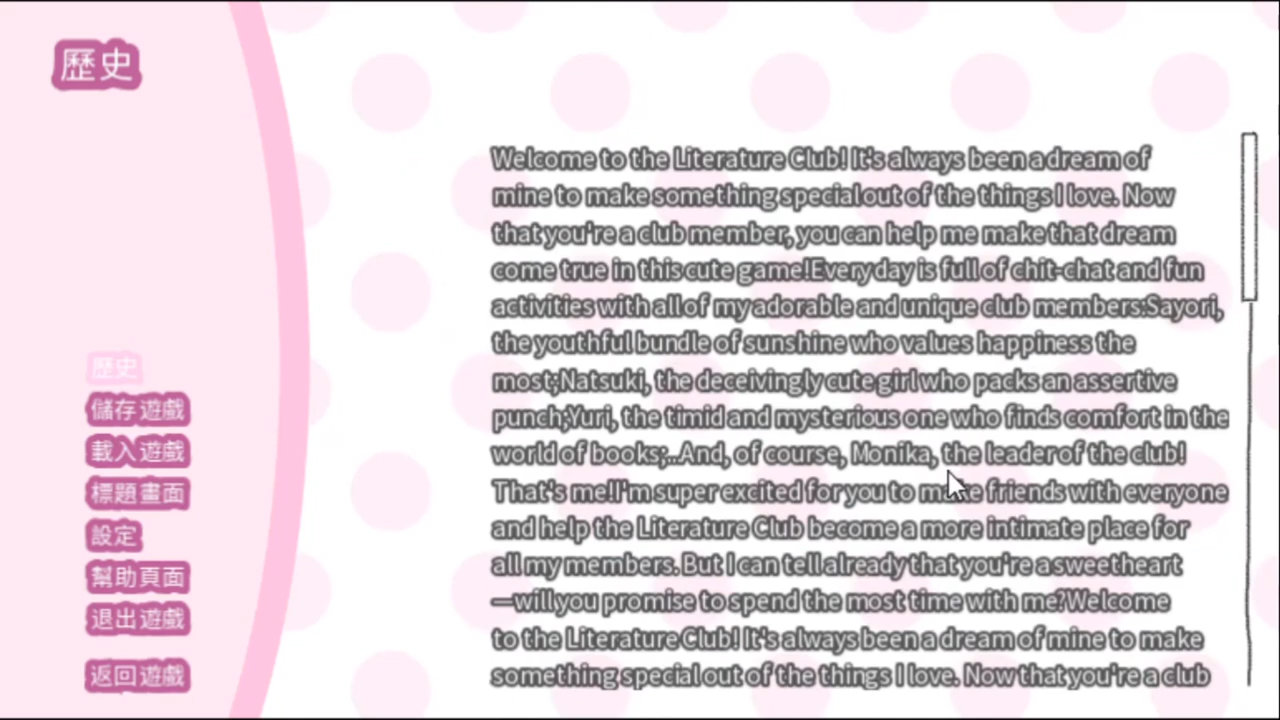 歷史
歷史
儲存遊戲
載入遊戲
標題畫面
設定
幫助頁面
退出遊戲
返回遊戲
Welcome to the Literature Club! It's always been a dream of
mine to make something special out of the things I love. Now
that you're a club member, you can help me make that dream
come true in this cute game!Every day is full of chit-chat and fun
activities with all of my adorable and unique club members:Sayori,
the youthful bundle of sunshine who values happiness the
most;Natsuki, the deceivingly cute girl who packs an assertive
punch;Yuri, the timid and mysterious one who finds comfort in the
world of books;...And, of course, Monika, the leader of the club!
That's me!I'm super excited for you to make friends with everyone
and help the Literature Club become a more intimate place for
all my members. But I can tell already that you're a sweetheart
—will you promise to spend the most time with me?Welcome
to the Literature Club! It's always been a dream of mine to make
something special out of the things I love. Now that you're a club